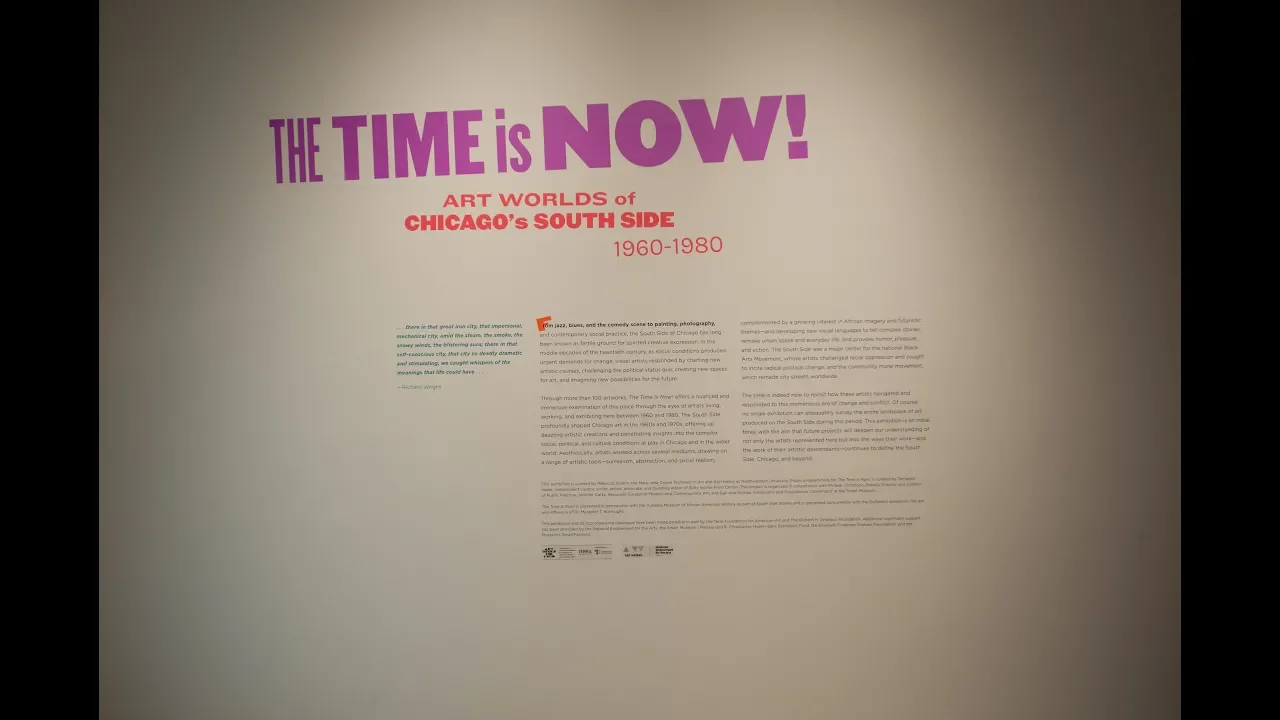 THE TIME is NOW!
ART WORLDS of
CHICAGO's SOUTH SIDE
1960-1980
. . . there in that great iron city, that impersonal,
mechanical city, amid the steam, the smoke, the
snowy winds, the blistering suns; there in that
self-conscious city, that city so deadly dramatic
and stimulating, we caught whispers of the
meanings that life could have . . .
—Richard Wright
From jazz, blues, and the comedy scene to painting, photography,
and contemporary social practice, the South Side of Chicago has long
been known as fertile ground for spirited creative expression. In the
middle decades of the twentieth century, as social conditions produced
urgent demands for change, visual artists responded by charting new
artistic courses, challenging the political status quo, creating new spaces
for art, and imagining new possibilities for the future.
Through more than 100 artworks, The Time Is Now! offers a nuanced and
immersive examination of this place through the eyes of artists living,
working, and exhibiting here between 1960 and 1980. The South Side
profoundly shaped Chicago art in the 1960s and 1970s, offering up
dazzling artistic creations and penetrating insights into the complex
social, political, and cultural conditions at play in Chicago and in the wider
world. Aesthetically, artists worked across several mediums, drawing on
a range of artistic tools—surrealism, abstraction, and social realism,
complemented by a growing interest in African imagery and futuristic
themes—and developing new visual languages to tell complex stories,
remake urban space and everyday life, and provoke humor, pleasure,
and action. The South Side was a major center for the national Black
Arts Movement, whose artists challenged racial oppression and sought
to incite radical political change, and the community mural movement,
which remade city streets worldwide.
The time is indeed now to revisit how these artists navigated and
responded to this momentous era of change and conflict. Of course,
no single exhibition can adequately survey the entire landscape of art
produced on the South Side during this period. This exhibition is an initial
foray, with the aim that future projects will deepen our understanding of
not only the artists represented here but also the ways their work—and
the work of their artistic descendants—continues to define the South
Side, Chicago, and beyond.